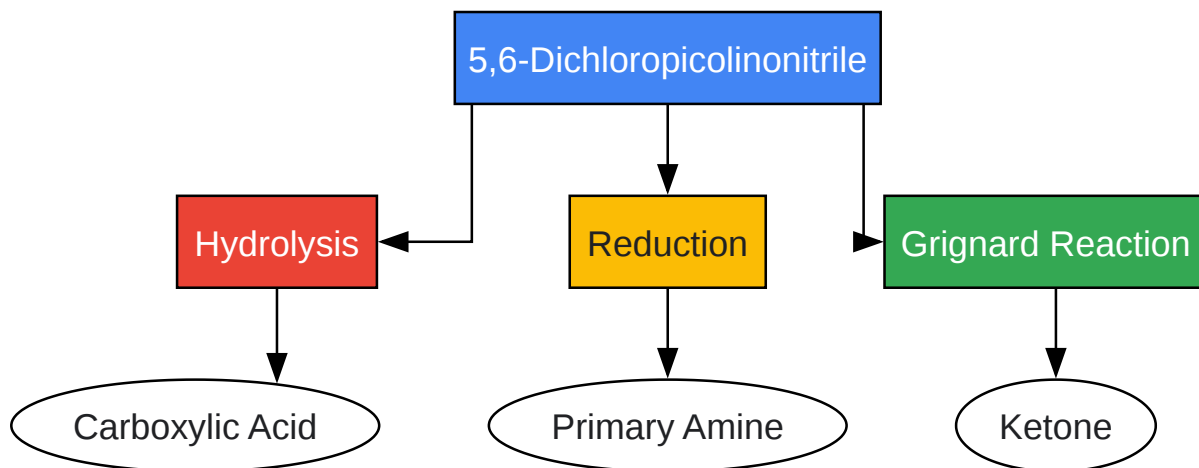 5,6-Dichloropicolinonitrile
Hydrolysis
Reduction
Grignard Reaction
Carboxylic Acid
Primary Amine
Ketone